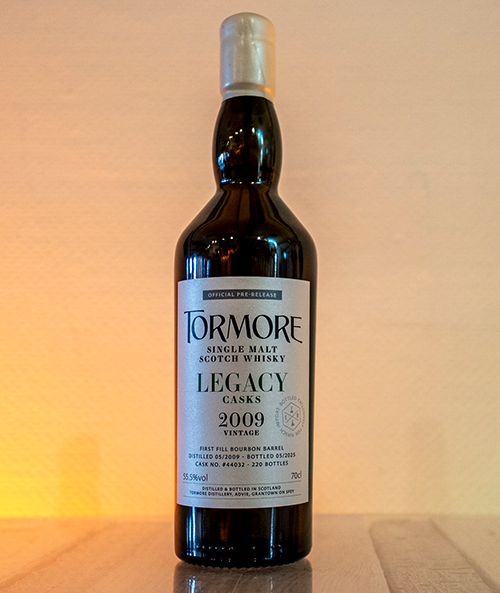 OFFICIAL PRE-RELEASE
TORMORE
SINGLE MALT
SCOTCH WHISKY
LEGACY
CASKS
2009
VINTAGE
FIRST FILL BOURBON BARREL
DISTILLED 05/2009 - BOTTLED 05/2025
CASK NO. #44032 - 220 BOTTLES
55.5%vol 70cl
DISTILLED & BOTTLED IN SCOTLAND
TORMORE DISTILLERY, ADVIE, GRANTOWN ON SPEY